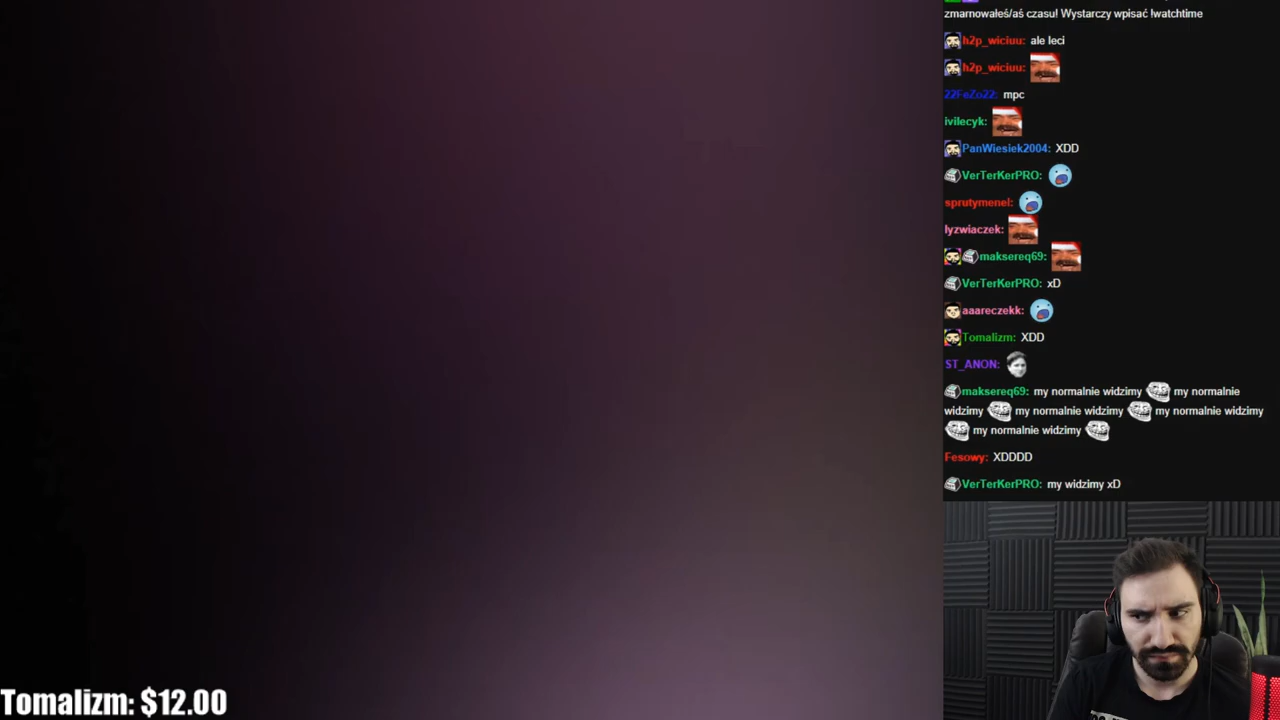 zmarnowałeś/aś czasu! Wystarczy wpisać !watchtime
h2p_wiciuu: ale leci
h2p_wiciuu:
22FeZo22: mpc
ivilecyk:
PanWiesiek2004: XDD
VerTerKerPRO:
sprutymenel:
lyzwiaczek:
maksereq69:
VerTerKerPRO: xD
aaareczekk:
Tomalizm: XDD
ST_ANON:
maksereq69: my normalnie widzimy my normalnie
widzimy my normalnie widzimy my normalnie widzimy
my normalnie widzimy
Fesowy: XDDDD
VerTerKerPRO: my widzimy xD
Tomalizm: $12.00